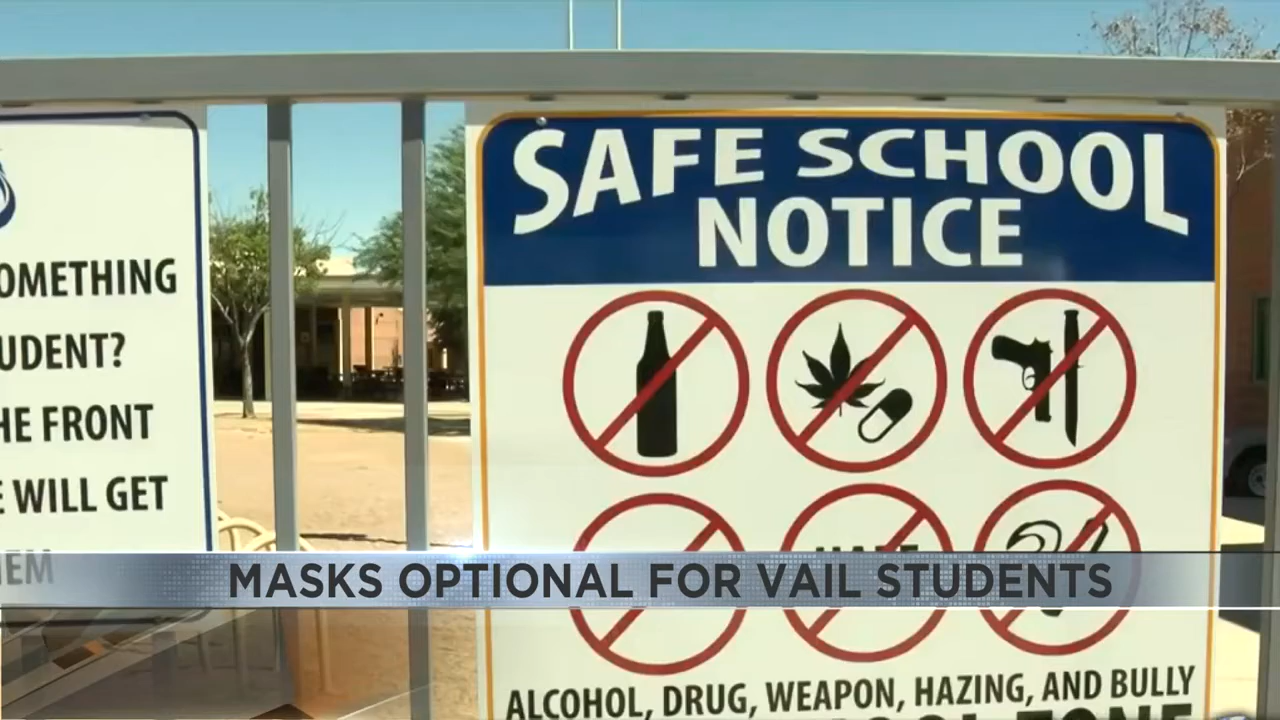 OMETHING
UDENT?
HE FRONT
E WILL GET
EM
SAFE SCHOOL
NOTICE
MASKS OPTIONAL FOR VAIL STUDENTS
ALCOHOL, DRUG, WEAPON, HAZING, AND BULLY